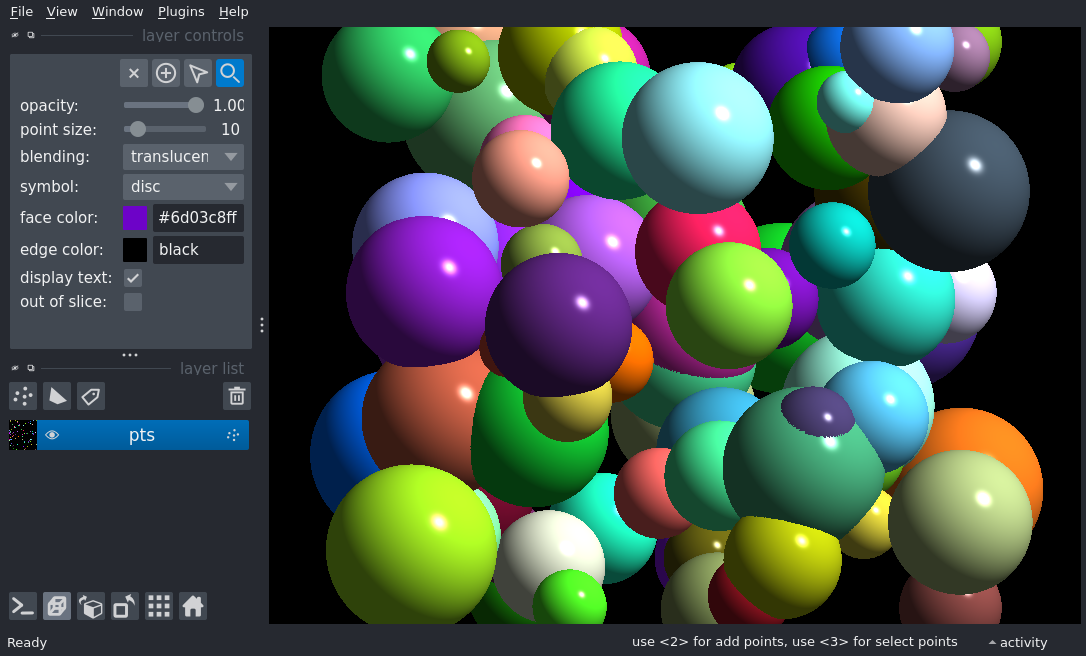 File View Window Plugins Help
layer controls
opacity: 1.00
point size: 10
blending: translucen
symbol: disc
face color: #6d03c8ff
edge color: black
display text:
out of slice:
layer list
pts
Ready
use <2> for add points, use <3> for select points
activity